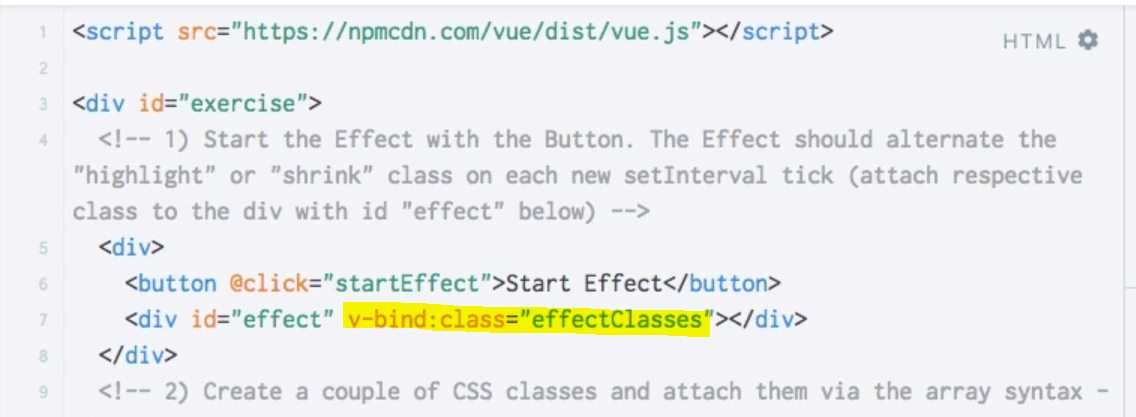 1 <script src="https://npmcdn.com/vue/dist/vue.js"></script>
HTML
2
3 <div id="exercise">
4 <!-- 1) Start the Effect with the Button. The Effect should alternate the
"highlight" or "shrink" class on each new setInterval tick (attach respective
class to the div with id "effect" below) -->
5 <div>
6 <button @click="startEffect">Start Effect</button>
7 <div id="effect" v-bind:class="effectClasses"></div>
8 </div>
9 <!-- 2) Create a couple of CSS classes and attach them via the array syntax -